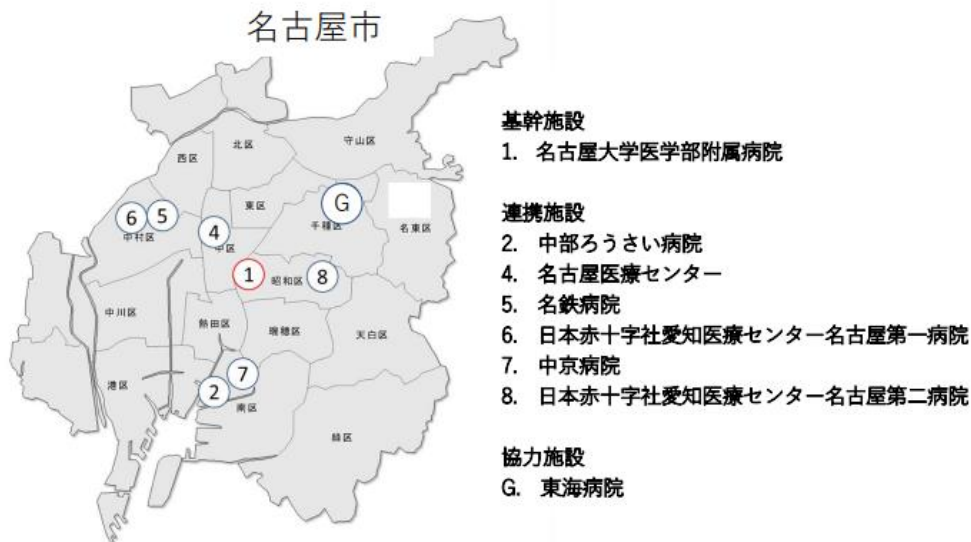 名古屋市
守山区
北区
西区
東区
千種区
名東区
中村区
中区
昭和区
中川区
熱田区
瑞穂区
天白区
港区
南区
緑区
G
6
5
4
1
8
7
2
基幹施設
1. 名古屋大学医学部附属病院
連携施設
2. 中部ろうさい病院
4. 名古屋医療センター
5. 名鉄病院
6. 日本赤十字社愛知医療センター名古屋第一病院
7. 中京病院
8. 日本赤十字社愛知医療センター名古屋第二病院
協力施設
G. 東海病院